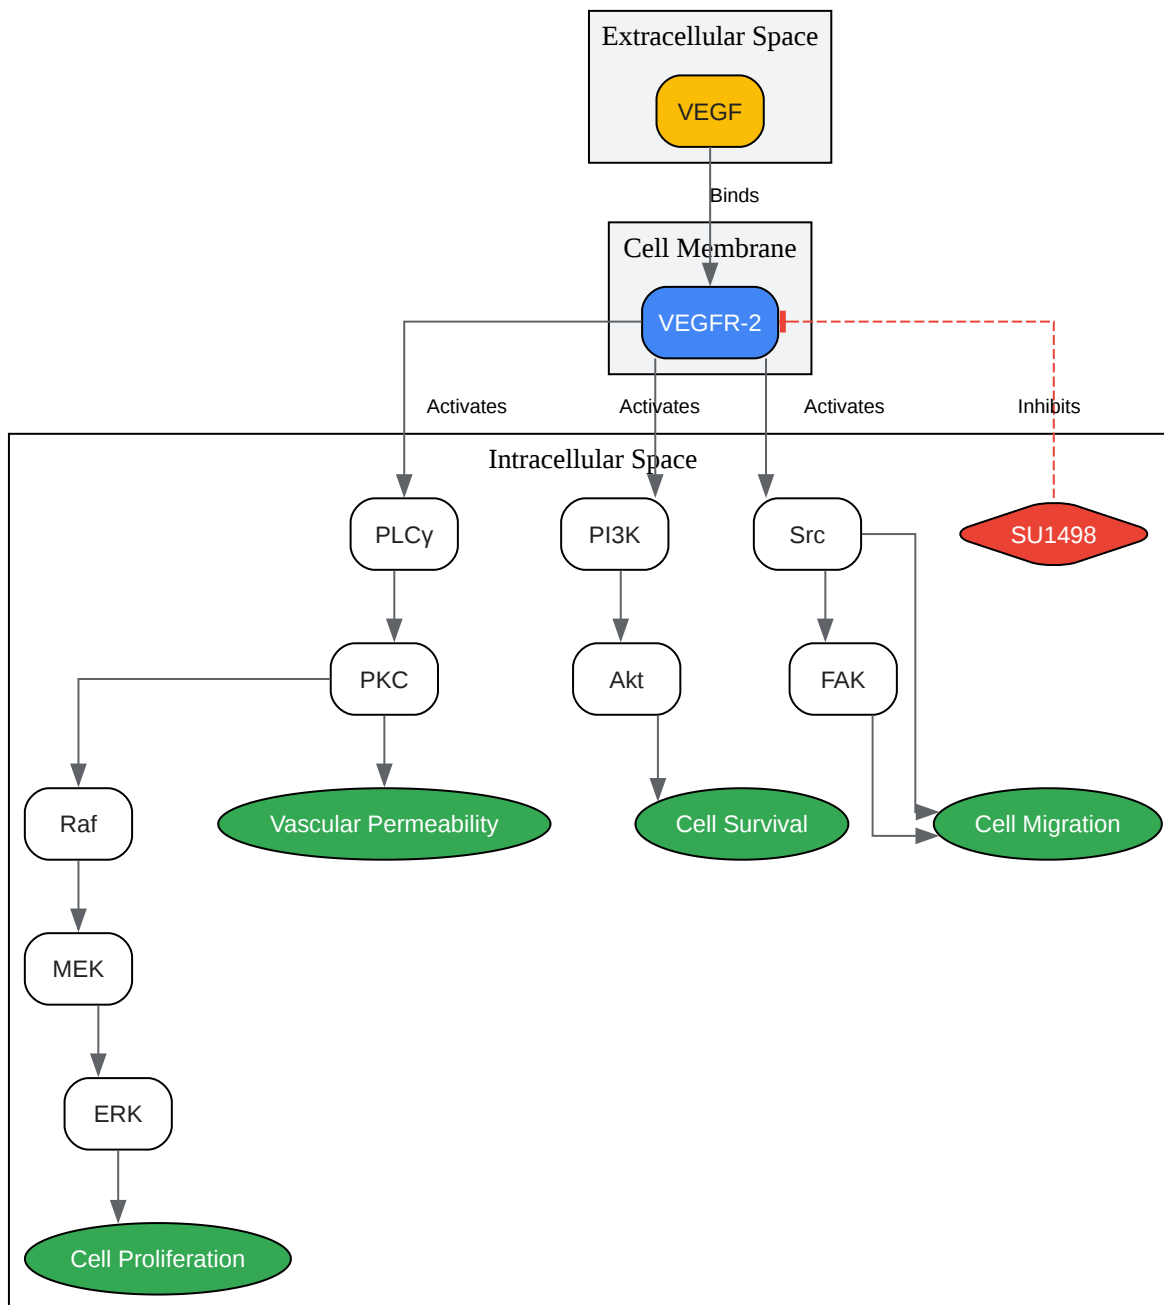 Extracellular Space
VEGF
Binds
Cell Membrane
VEGFR-2
Activates
Activates
Activates
Inhibits
Intracellular Space
PLCγ
PI3K
Src
SU1498
PKC
Akt
FAK
Raf
Vascular Permeability
Cell Survival
Cell Migration
MEK
ERK
Cell Proliferation